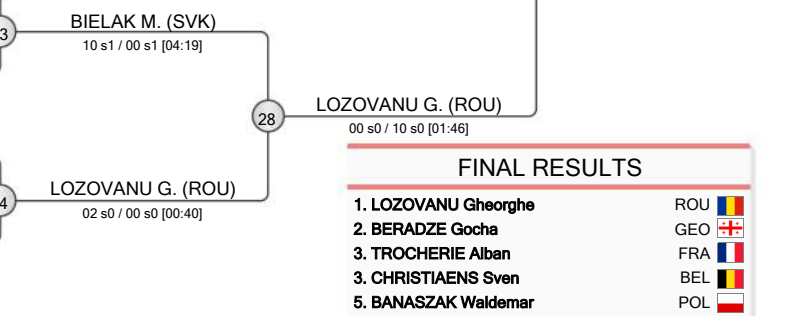 3
BIELAK M. (SVK)
10 s1 / 00 s1 [04:19]
28
LOZOVANU G. (ROU)
00 s0 / 10 s0 [01:46]
4
LOZOVANU G. (ROU)
02 s0 / 00 s0 [00:40]
FINAL RESULTS
1. LOZOVANU Gheorghe ROU
2. BERADZE Gocha GEO
3. TROCHERIE Alban FRA
3. CHRISTIAENS Sven BEL
5. BANASZAK Waldemar POL